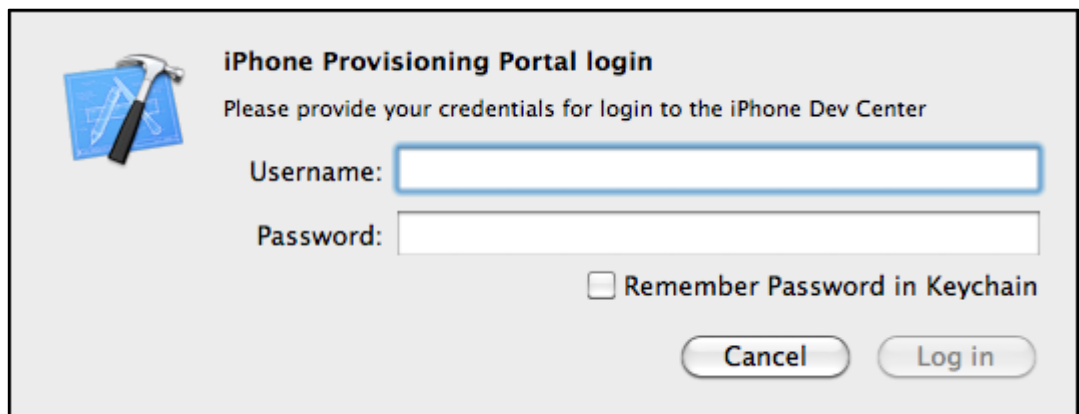 iPhone Provisioning Portal login
Please provide your credentials for login to the iPhone Dev Center
Username:
Password:
Remember Password in Keychain
Cancel Log in